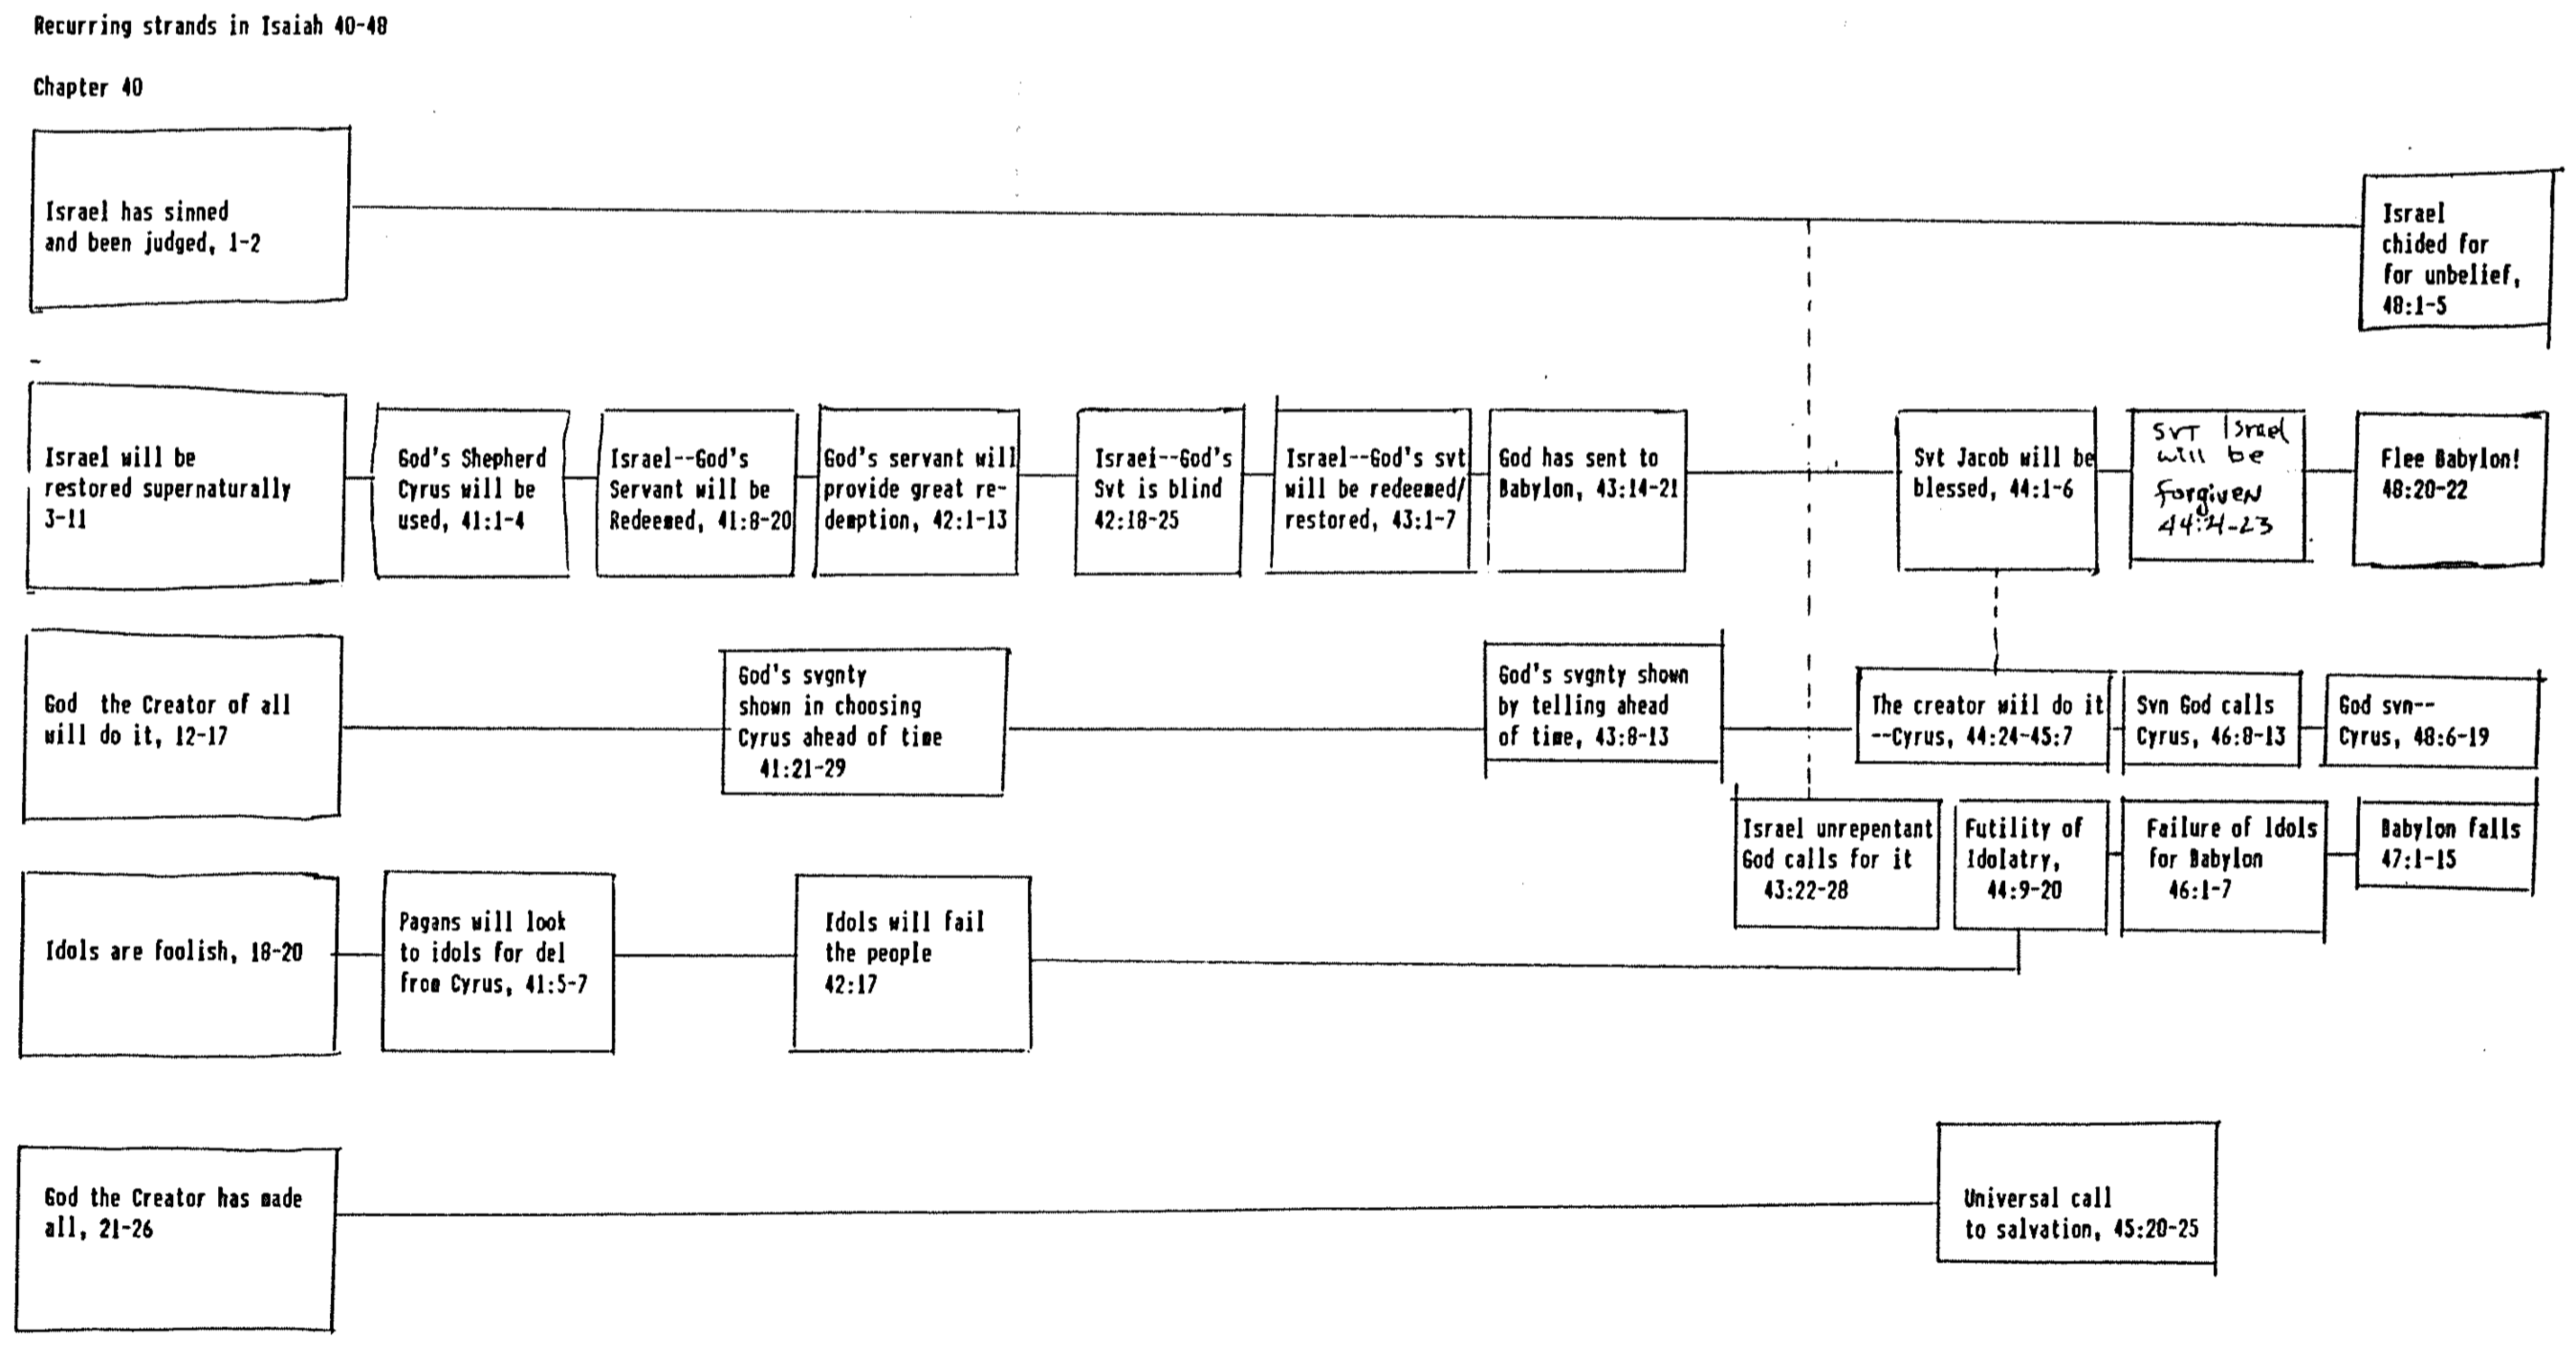 Recurring strands in Isaiah 40-48
Chapter 40
Israel has sinned
and been judged, 1-2
Israel
chided for
for unbelief,
48:1-5
Israel will be
restored supernaturally
3-11
God's Shepherd
Cyrus will be
used, 41:1-4
Israel--God's
Servant will be
Redeemed, 41:8-20
God's servant will
provide great re-
demption, 42:1-13
Israel--God's
Svt is blind
42:18-25
Israel--God's svt
will be redeemed/
restored, 43:1-7
God has sent to
Babylon, 43:14-21
Svt Jacob will be
blessed, 44:1-6
SVT Israel
will be
forgiven
Flee Babylon!
48:20-22
God the Creator of all
will do it, 12-17
God's svgnty
shown in choosing
Cyrus ahead of time
41:21-29
God's svgnty shown
by telling ahead
of time, 43:8-13
The creator will do it
--Cyrus, 44:24-45:7
Svn God calls
Cyrus, 46:8-13
God svn--
Cyrus, 48:6-19
Israel unrepentant
God calls for it
43:22-28
Futility of
Idolatry,
44:9-20
Failure of Idols
for Babylon
46:1-7
Babylon falls
47:1-15
Idols are foolish, 18-20
Pagans will look
to idols for del
from Cyrus, 41:5-7
Idols will fail
the people
42:17
God the Creator has made
all, 21-26
Universal call
to salvation, 45:20-25